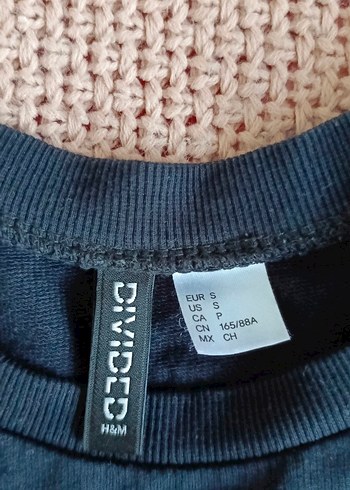 DIVIDED
H&M
EUR S
US S
CA P
CN 165/88A
MX CH